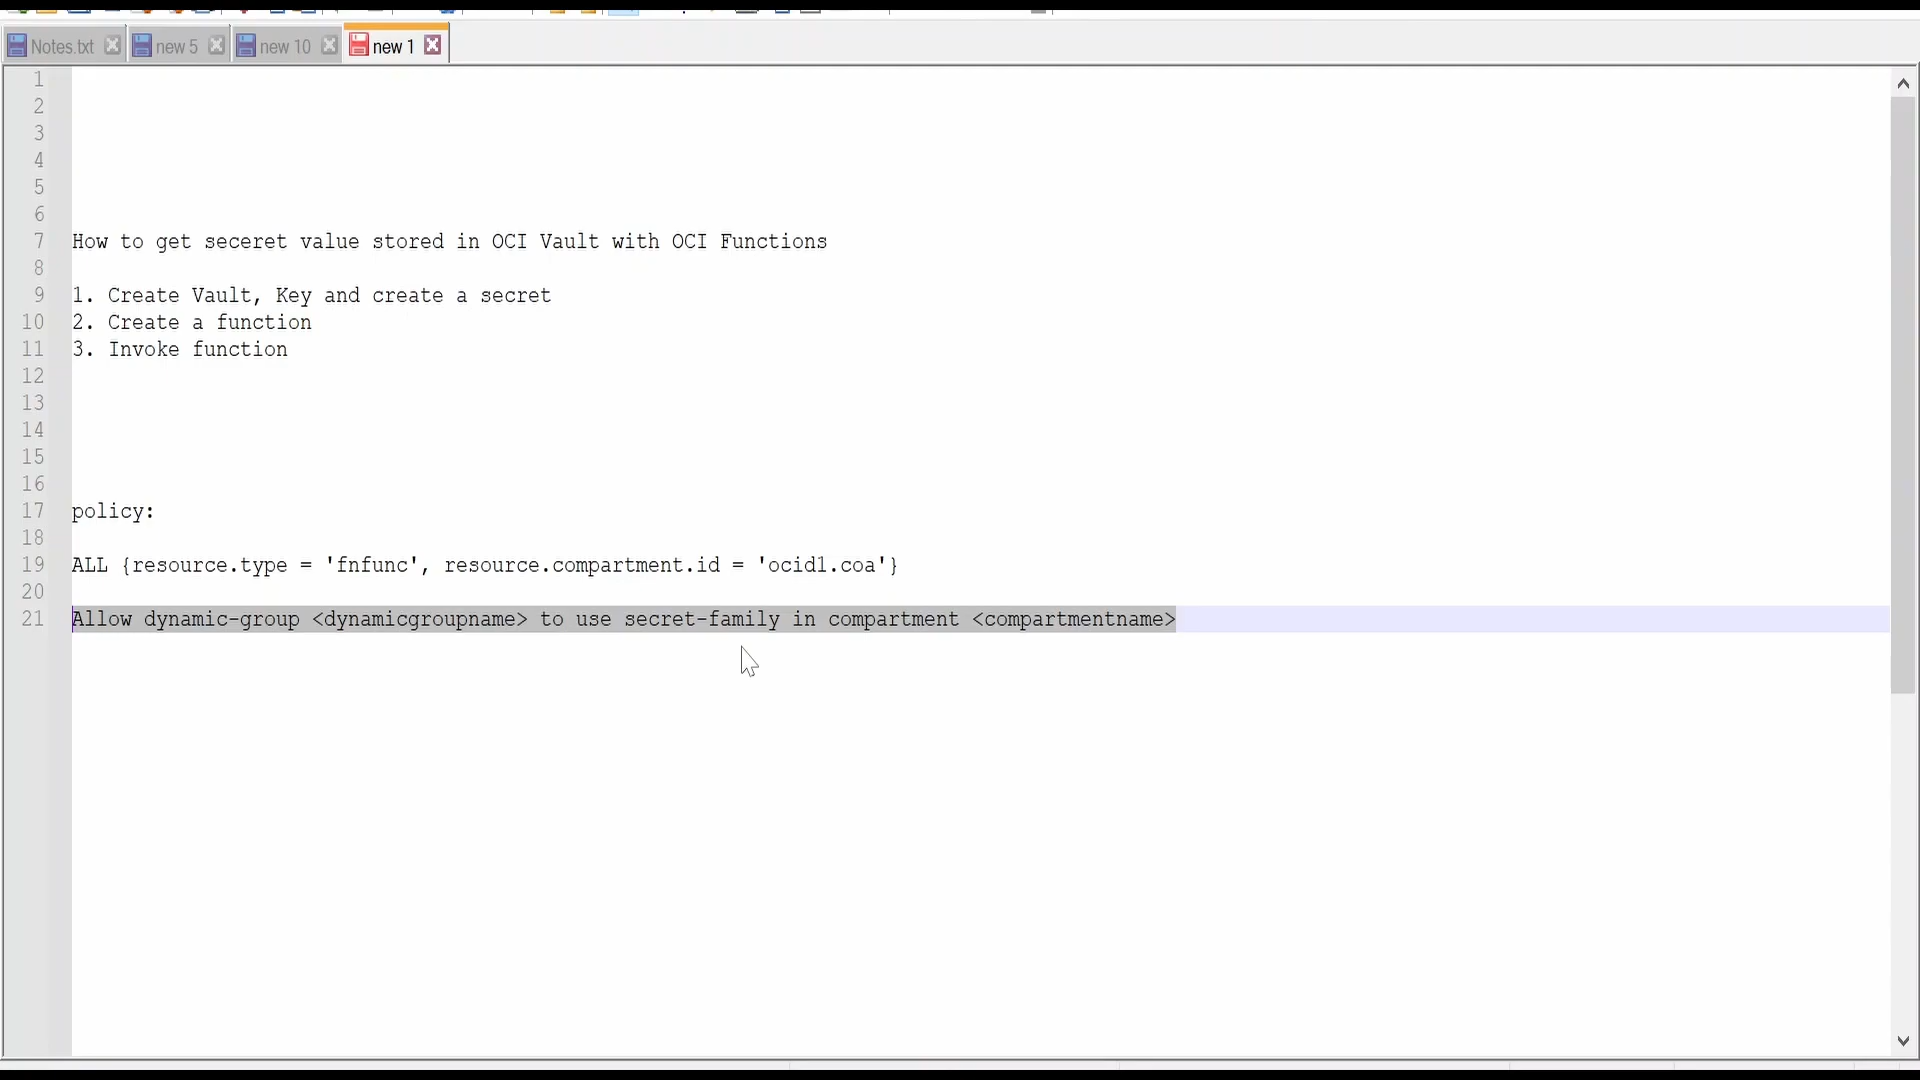 Notes.txt new 5 new 10 new 1
1
2
3
4
5
6
7 How to get seceret value stored in OCI Vault with OCI Functions
8
9 1. Create Vault, Key and create a secret
10 2. Create a function
11 3. Invoke function
12
13
14
15
16
17 policy:
18
19 ALL {resource.type = 'fnfunc', resource.compartment.id = 'ocid1.coa'}
20
21 Allow dynamic-group <dynamicgroupname> to use secret-family in compartment <compartmentname>